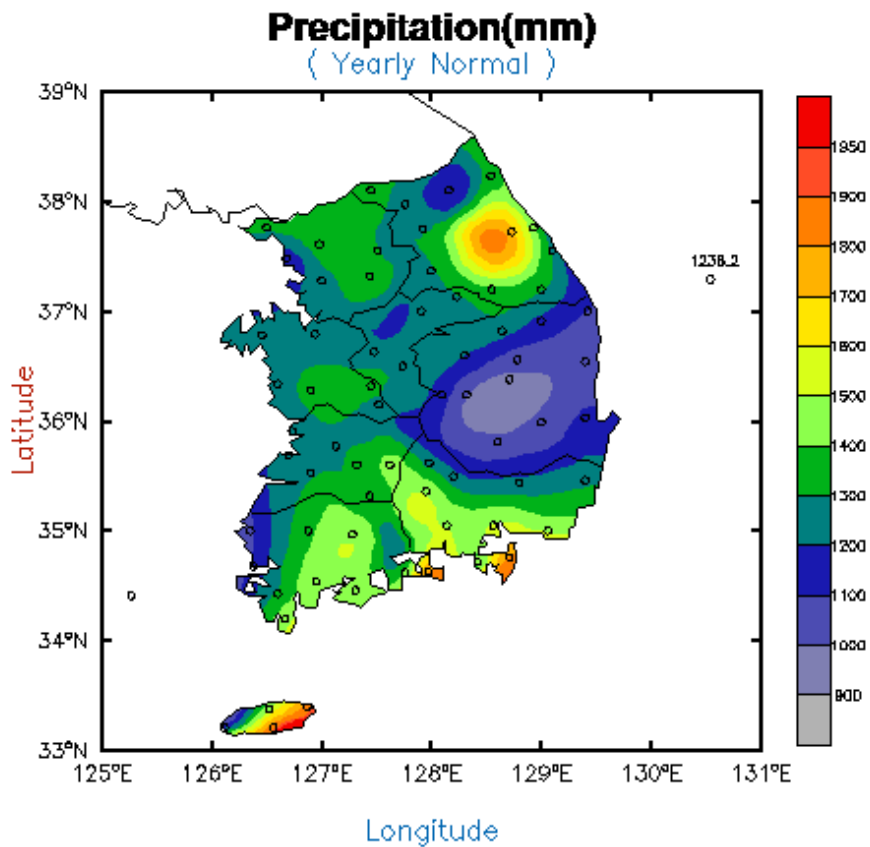 Precipitation(mm)
( Yearly Normal )
39°N
38°N
37°N
36°N
35°N
34°N
33°N
Latitude
1236.2
1950
1900
1800
1700
1600
1500
1400
1300
1200
1100
1000
900
125°E 126°E 127°E 128°E 129°E 130°E 131°E
Longitude